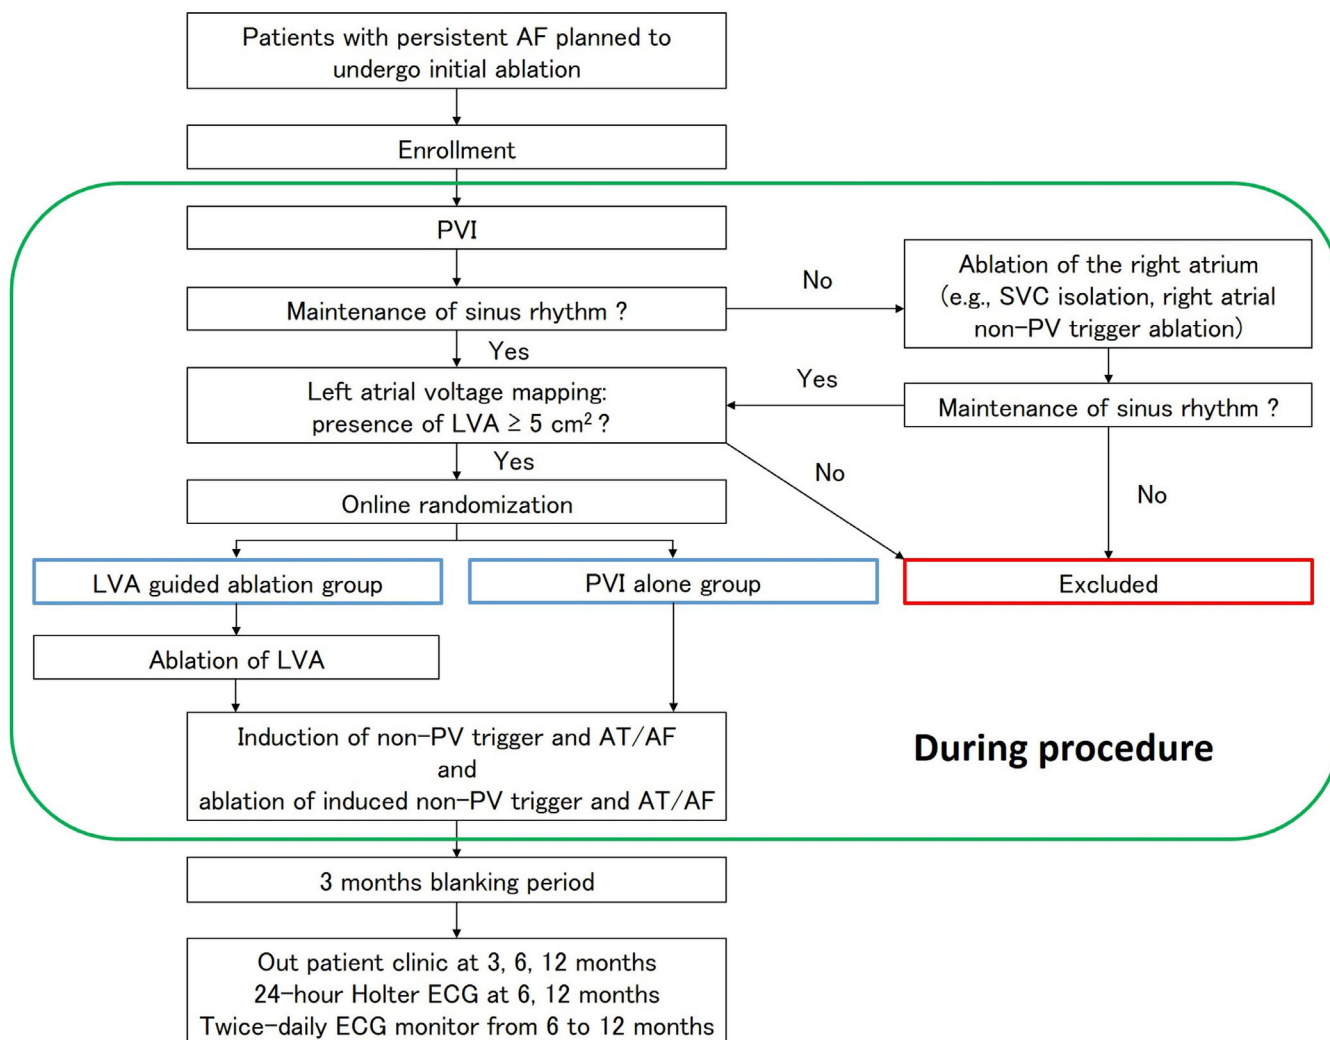 Patients with persistent AF planned to
undergo initial ablation
Enrollment
PVI
Maintenance of sinus rhythm ?
No
Ablation of the right atrium
(e.g., SVC isolation, right atrial
non-PV trigger ablation)
Yes
Left atrial voltage mapping:
presence of LVA ≥ 5 cm² ?
Yes
Maintenance of sinus rhythm ?
Yes
No
No
Online randomization
LVA guided ablation group
PVI alone group
Excluded
Ablation of LVA
Induction of non-PV trigger and AT/AF
and
ablation of induced non-PV trigger and AT/AF
During procedure
3 months blanking period
Out patient clinic at 3, 6, 12 months
24-hour Holter ECG at 6, 12 months
Twice-daily ECG monitor from 6 to 12 months